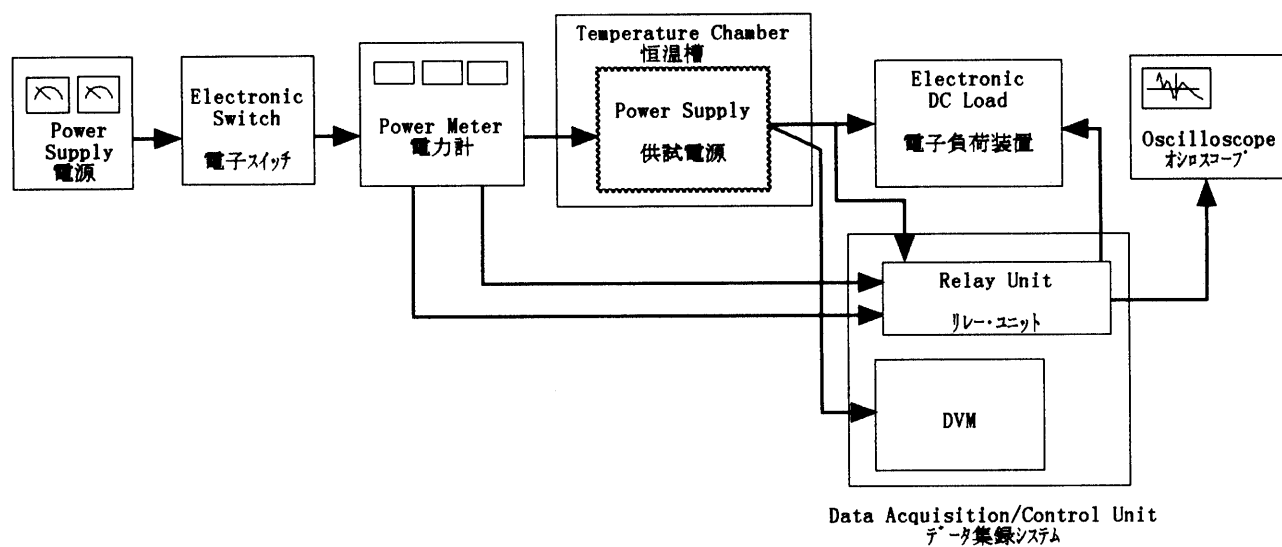 Power
Supply
電源
Electronic
Switch
電子スイッチ
Power Meter
電力計
Temperature Chamber
恒温槽
Power Supply
供試電源
Electronic
DC Load
電子負荷装置
Oscilloscope
オシロスコープ
Relay Unit
リレー・ユニット
DVM
Data Acquisition/Control Unit
データ集録システム